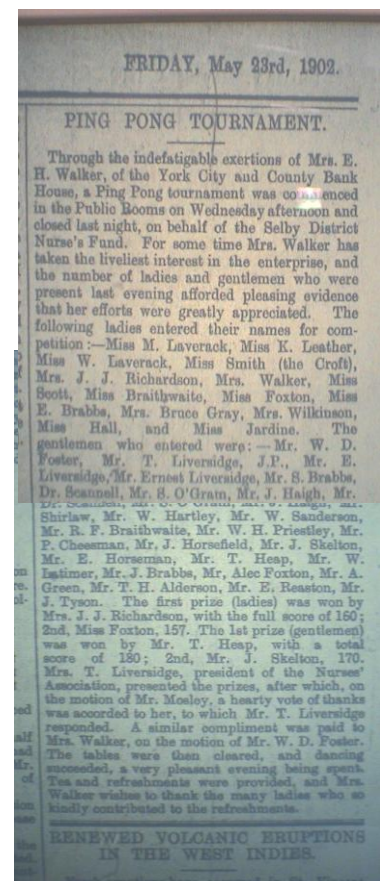 FRIDAY, May 23rd, 1902.
PING PONG TOURNAMENT.
Through the indefatigable exertions of Mrs. E.
H. Walker, of the York City and County Bank
House, a Ping Pong tournament was commenced
in the Public Rooms on Wednesday afternoon and
closed last night, on behalf of the Selby District
Nurse's Fund. For some time Mrs. Walker has
taken the liveliest interest in the enterprise, and
the number of ladies and gentlemen who were
present last evening afforded pleasing evidence
that her efforts were greatly appreciated. The
following ladies entered their names for com-
petition :—Miss M. Laverack, Miss K. Leather,
Miss W. Laverack, Miss Smith (the Croft),
Mrs. J. J. Richardson, Mrs. Walker, Miss
Scott, Miss Braithwaite, Miss Foxton, Miss
E. Brabbs, Mrs. Bruce Gray, Mrs. Wilkinson,
Miss Hall, and Miss Jardine. The
gentlemen who entered were :—Mr. W. D.
Foster, Mr. T. Liversidge, J.P., Mr. E.
Liversidge, Mr. Ernest Liversidge, Mr. S. Brabbs,
Dr. Scannell, Mr. S. O'Gram, Mr. J. Haigh, Mr.
Dr. Scannell, Mr. S. O'Gram, Mr. J. Haigh, Mr.
Shirlaw, Mr. W. Hartley, Mr. W. Sanderson,
Mr. R. F. Braithwaite, Mr. W. H. Priestley, Mr.
P. Cheesman, Mr, J. Horsefield, Mr. J. Skelton,
Mr. E. Horseman, Mr. T. Heap, Mr. W.
Latimer, Mr. J. Brabbs, Mr, Alec Foxton, Mr. A.
Green, Mr. T. H. Alderson, Mr. E. Reaston, Mr.
J. Tyson. The first prize (ladies) was won by
Mrs. J. J. Richardson, with the full score of 160;
2nd, Miss Foxton, 157. The 1st prize (gentlemen)
was won by Mr. T. Heap, with a total
score of 180; 2nd, Mr. J. Skelton, 170.
Mrs. T. Liversidge, president of the Nurses'
Association, presented the prizes, after which, on
the motion of Mr. Mosley, a hearty vote of thanks
was accorded to her, to which Mr. T. Liversidge
responded. A similar compliment was paid to
Mrs. Walker, on the motion of Mr. W. D. Foster.
The tables were then cleared, and dancing
succeeded, a very pleasant evening being spent.
Tea and refreshments were provided, and Mrs.
Walker wishes to thank the many ladies who so
kindly contributed to the refreshments.
RENEWED VOLCANIC ERUPTIONS
IN THE WEST INDIES.